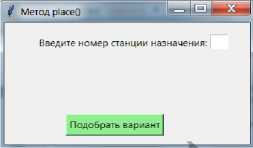 Метод place()
Введите номер станции назначения:
Подобрать вариант